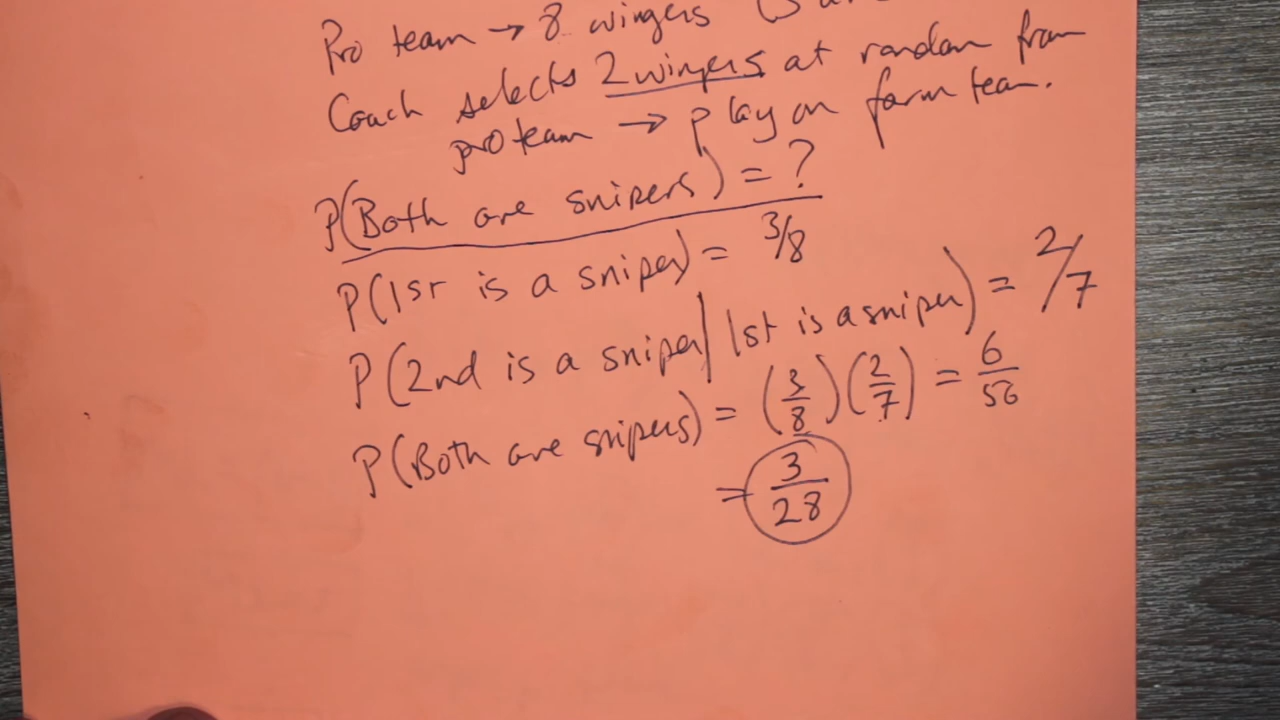 Pro team → 8 wingers (3
Coach selects 2 wingers at random from
pro team → play on farm team.
P(Both are snipers) = ?
P(1st is a sniper) = 3/8
P(2nd is a sniper | 1st is a sniper) = 2/7
P(Both are snipers) = (3/8)(2/7) = 6/56
= 3/28